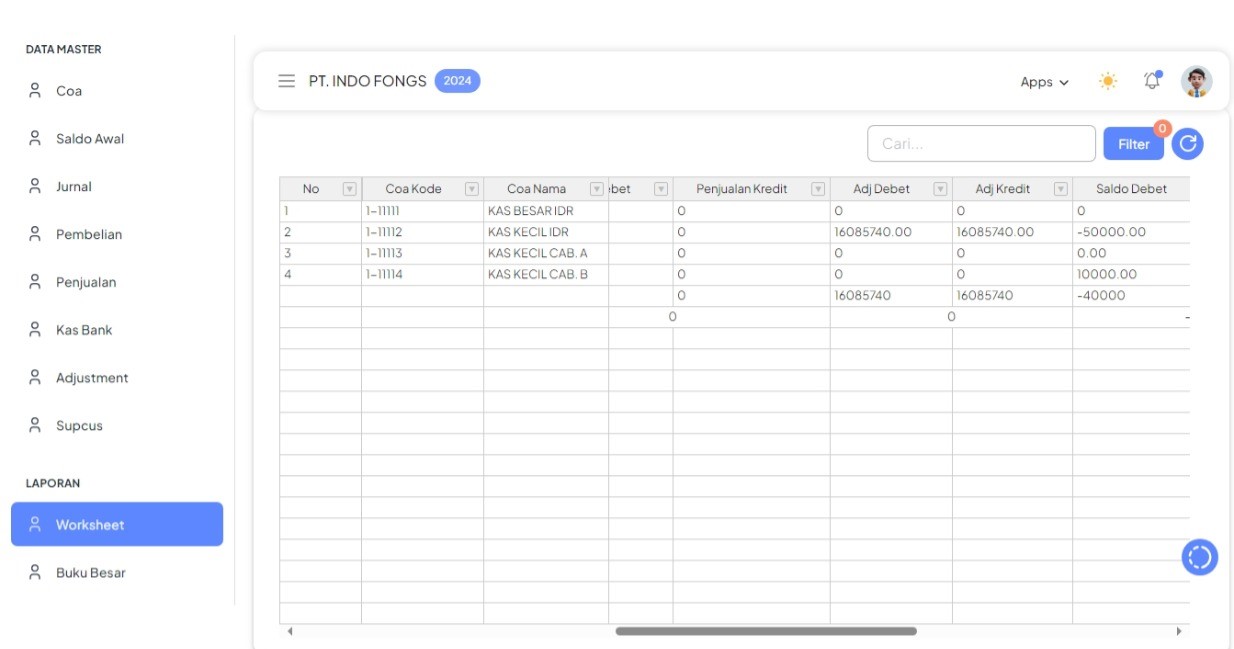 DATA MASTER
Coa
Saldo Awal
Jurnal
Pembelian
Penjualan
Kas Bank
Adjustment
Supcus
LAPORAN
Worksheet
Buku Besar
PT. INDO FONGS 2024
Apps
Cari...
Filter 0
No Coa Kode Coa Nama bet Penjualan Kredit Adj Debet Adj Kredit Saldo Debet
1 1-11111 KAS BESAR IDR 0 0 0 0
2 1-11112 KAS KECIL IDR 0 16085740.00 16085740.00 -50000.00
3 1-11113 KAS KECIL CAB. A 0 0 0 0.00
4 1-11114 KAS KECIL CAB. B 0 0 0 10000.00
0 16085740 16085740 -40000
0 0 -